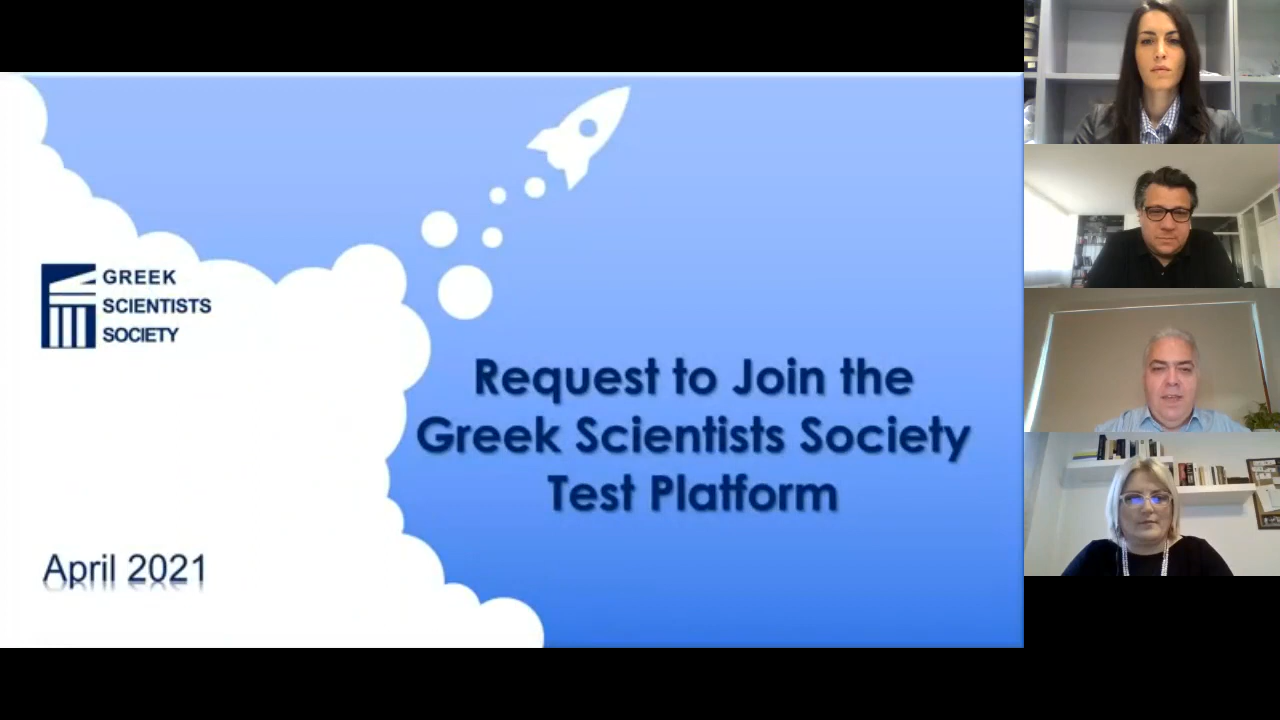 GREEK
SCIENTISTS
SOCIETY
Request to Join the
Greek Scientists Society
Test Platform
April 2021